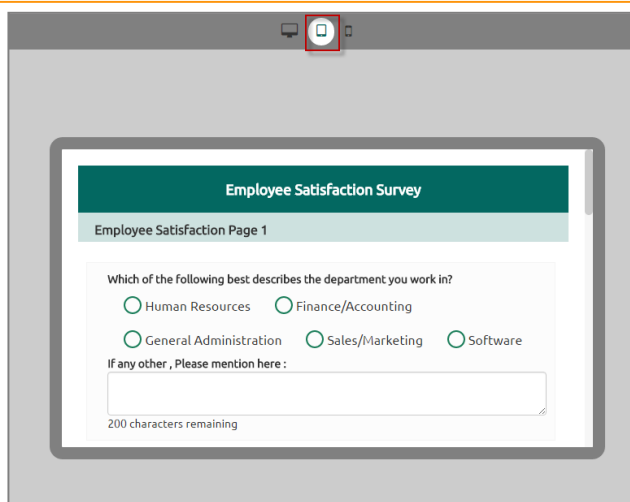 Employee Satisfaction Survey
Employee Satisfaction Page 1
Which of the following best describes the department you work in?
Human Resources Finance/Accounting
General Administration Sales/Marketing Software
If any other , Please mention here :
200 characters remaining